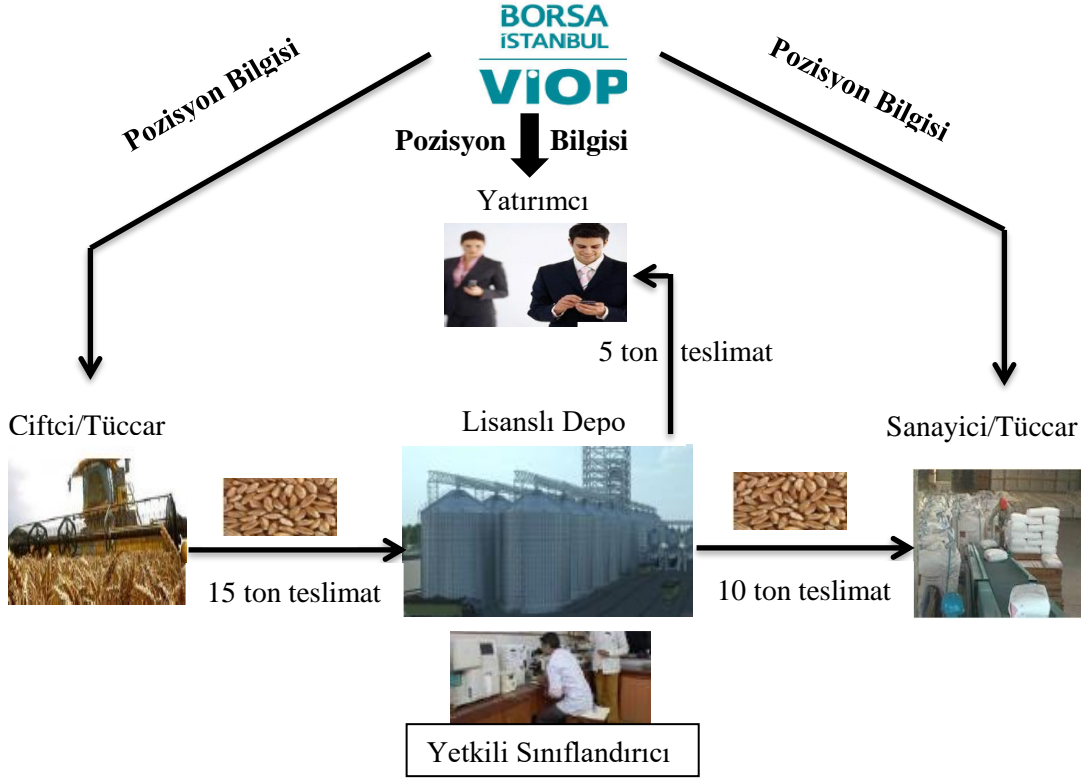 BORSA
İSTANBUL
VİOP
Pozisyon Bilgisi
Pozisyon Bilgisi
Pozisyon Bilgisi
Yatırımcı
5 ton teslimat
Ciftci/Tüccar
Lisanslı Depo
Sanayici/Tüccar
15 ton teslimat
10 ton teslimat
Yetkili Sınıflandırıcı